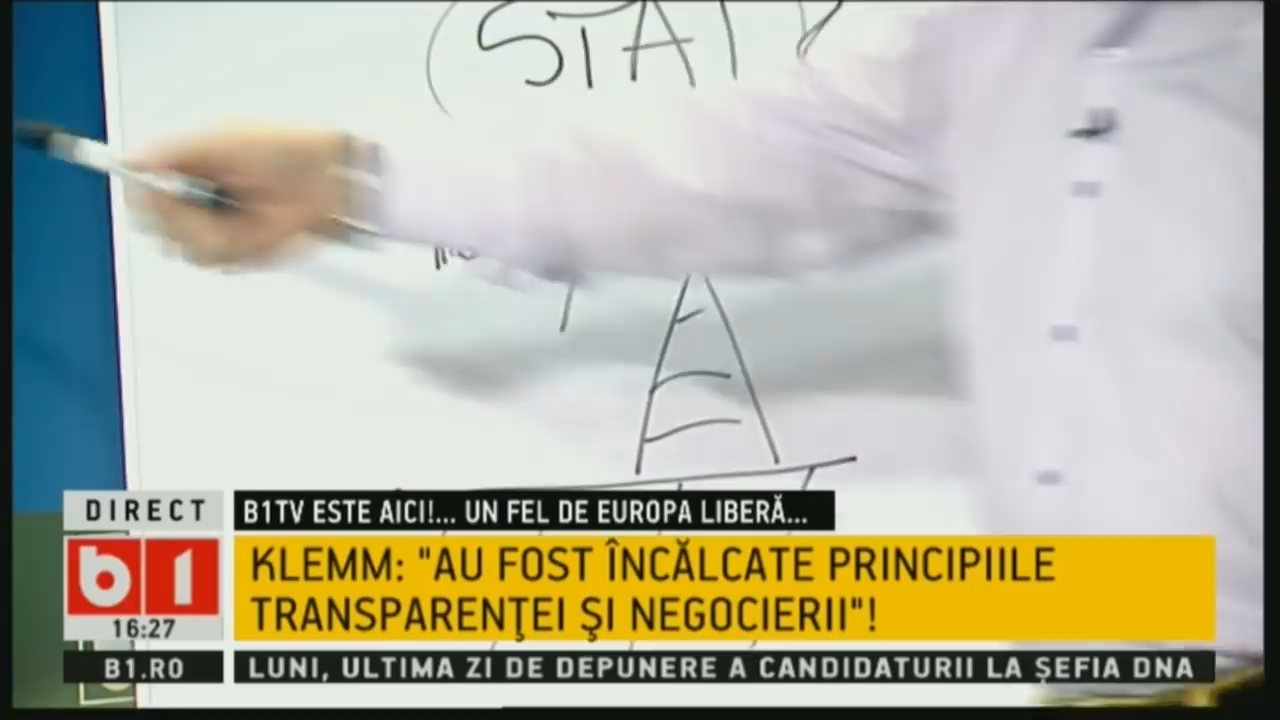 (STAT
DIRECT
B1TV ESTE AICI!... UN FEL DE EUROPA LIBERĂ...
b1
KLEMM: "AU FOST ÎNCĂLCATE PRINCIPIILE
TRANSPARENŢEI ŞI NEGOCIERII"!
16:27
B1.RO
LUNI, ULTIMA ZI DE DEPUNERE A CANDIDATURII LA ŞEFIA DNA